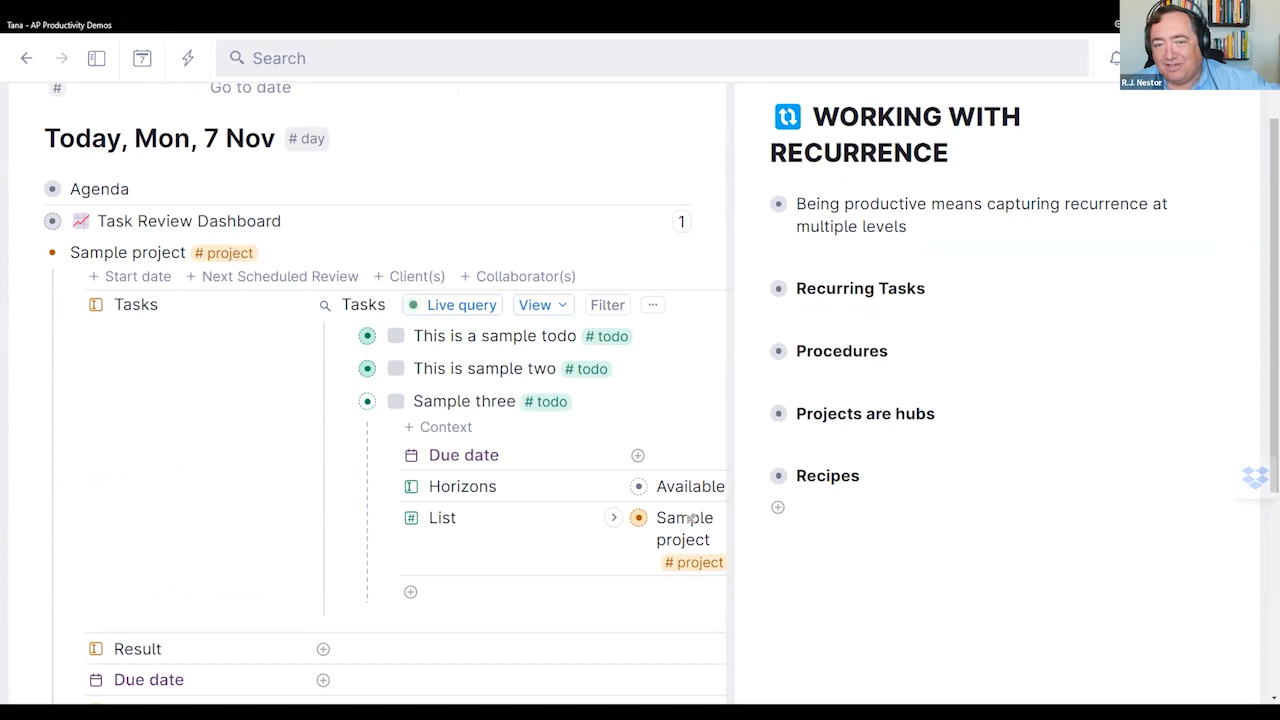 Tana - AP Productivity Demos
7
Search
R.J. Nestor
#
Go to date
Today, Mon, 7 Nov # day
Agenda
Task Review Dashboard 1
Sample project # project
+ Start date + Next Scheduled Review + Client(s) + Collaborator(s)
Tasks
Tasks Live query View Filter ...
This is a sample todo # todo
This is sample two # todo
Sample three # todo
+ Context
Due date
Horizons Available
List Sample
project
# project
Result
Due date
WORKING WITH
RECURRENCE
Being productive means capturing recurrence at
multiple levels
Recurring Tasks
Procedures
Projects are hubs
Recipes